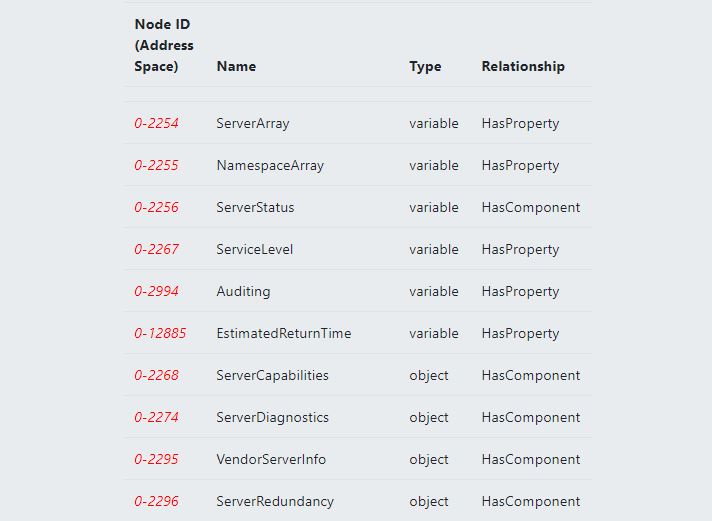 Node ID
(Address
Space) Name Type Relationship
0-2254 ServerArray variable HasProperty
0-2255 NamespaceArray variable HasProperty
0-2256 ServerStatus variable HasComponent
0-2267 ServiceLevel variable HasProperty
0-2994 Auditing variable HasProperty
0-12885 EstimatedReturnTime variable HasProperty
0-2268 ServerCapabilities object HasComponent
0-2274 ServerDiagnostics object HasComponent
0-2295 VendorServerInfo object HasComponent
0-2296 ServerRedundancy object HasComponent